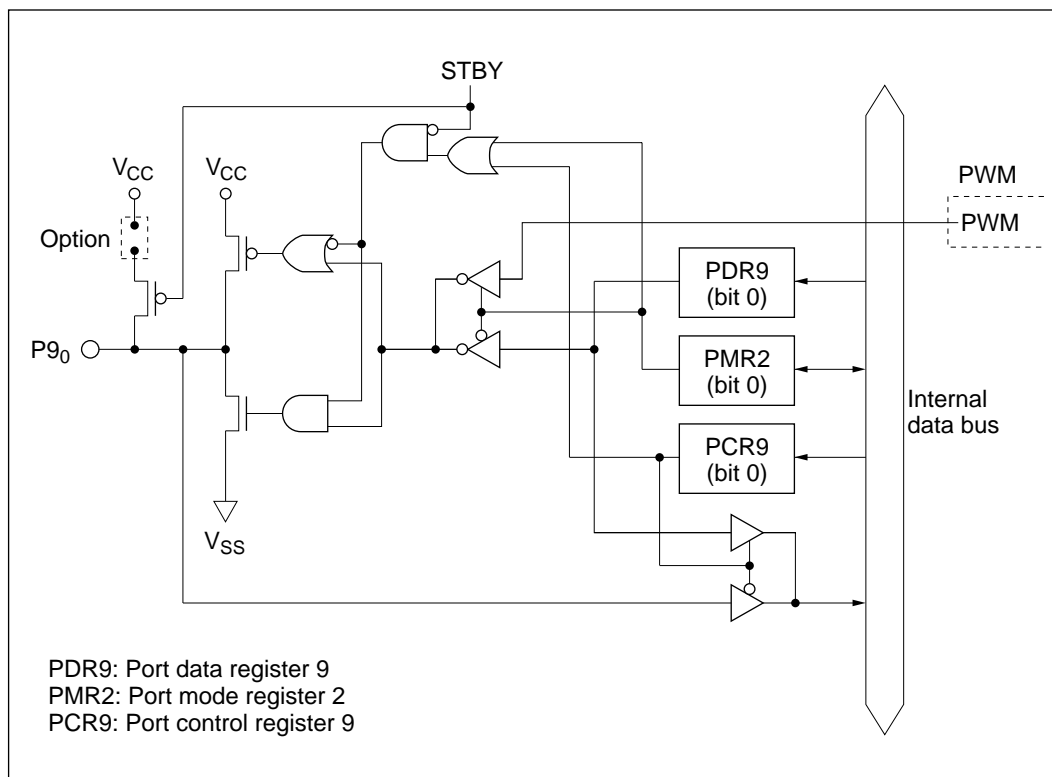 STBY
VCC
VCC
PWM
PWM
Option
PDR9
(bit 0)
P90
PMR2
(bit 0)
Internal
data bus
PCR9
(bit 0)
VSS
PDR9: Port data register 9
PMR2: Port mode register 2
PCR9: Port control register 9